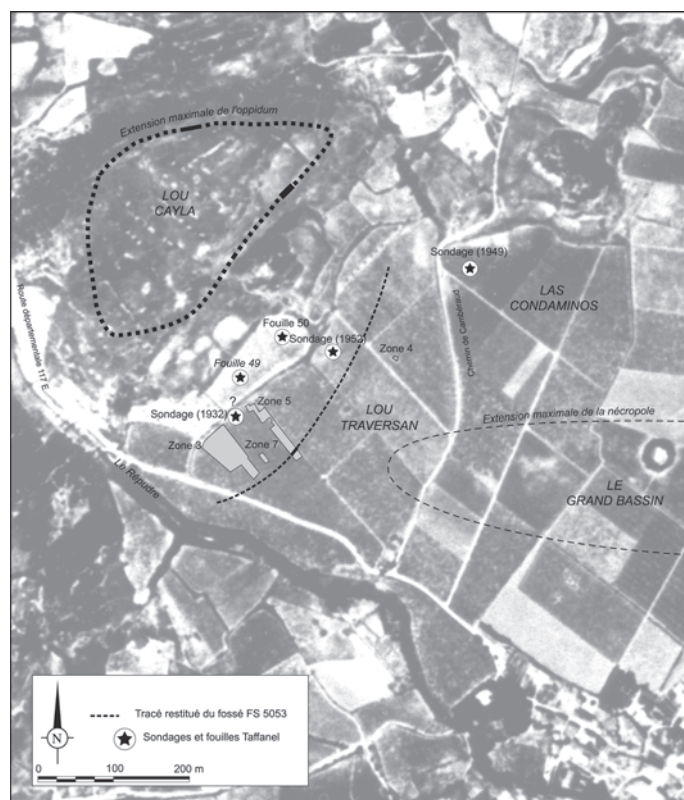 Extension maximale de l'oppidum
LOU
CAYLA
Route départementale 117 E
Sondage (1949)
LAS
CONDAMINOS
Chemin de Cambéraud
Fouille 50
Sondage (1952)
Fouille 49
Zone 4
?
Sondage (1932)
Zone 5
LOU
TRAVERSAN
Extension maximale de la nécropole
Zone 3
Zone 7
Le Répudre
LE
GRAND BASSIN
Tracé restitué du fossé FS 5053
Sondages et fouilles Taffanel
N
0 100 200 m